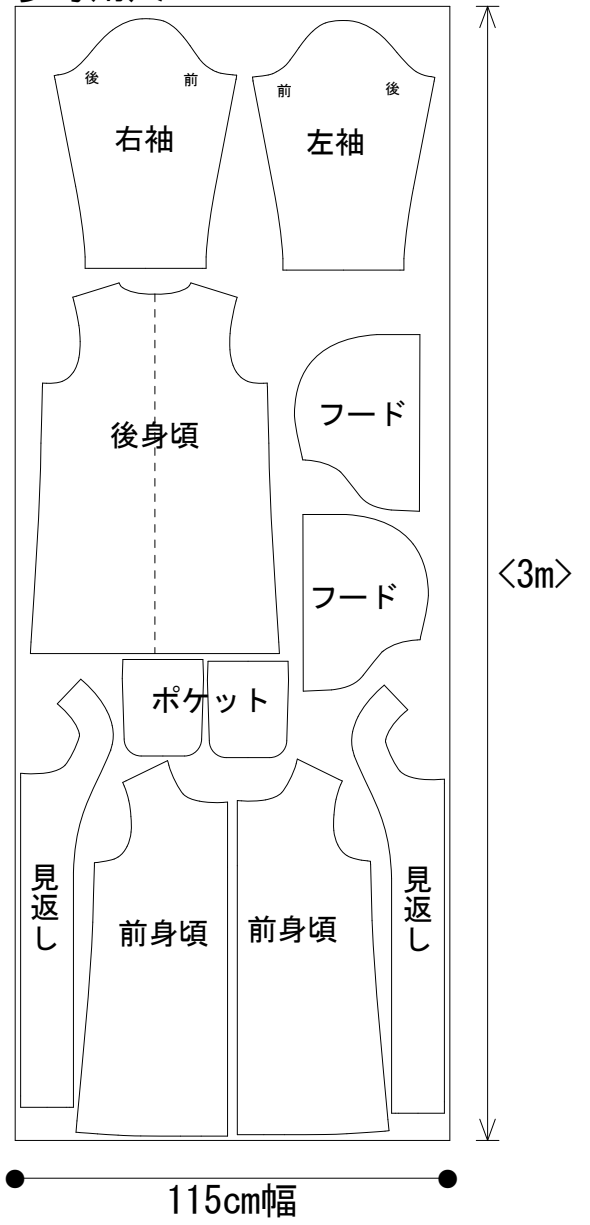 後 前
前 後
右袖
左袖
後身頃
フード
<3m>
フード
ポケット
見返し
前身頃
前身頃
見返し
115cm幅